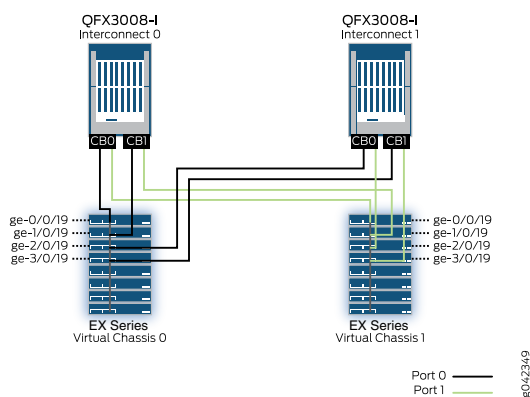 QFX3008-I
Interconnect 0
QFX3008-I
Interconnect 1
CB0
CB1
CB0
CB1
ge-0/0/19
ge-1/0/19
ge-2/0/19
ge-3/0/19
ge-0/0/19
ge-1/0/19
ge-2/0/19
ge-3/0/19
EX Series
Virtual Chassis 0
EX Series
Virtual Chassis 1
Port 0
Port 1
g042349